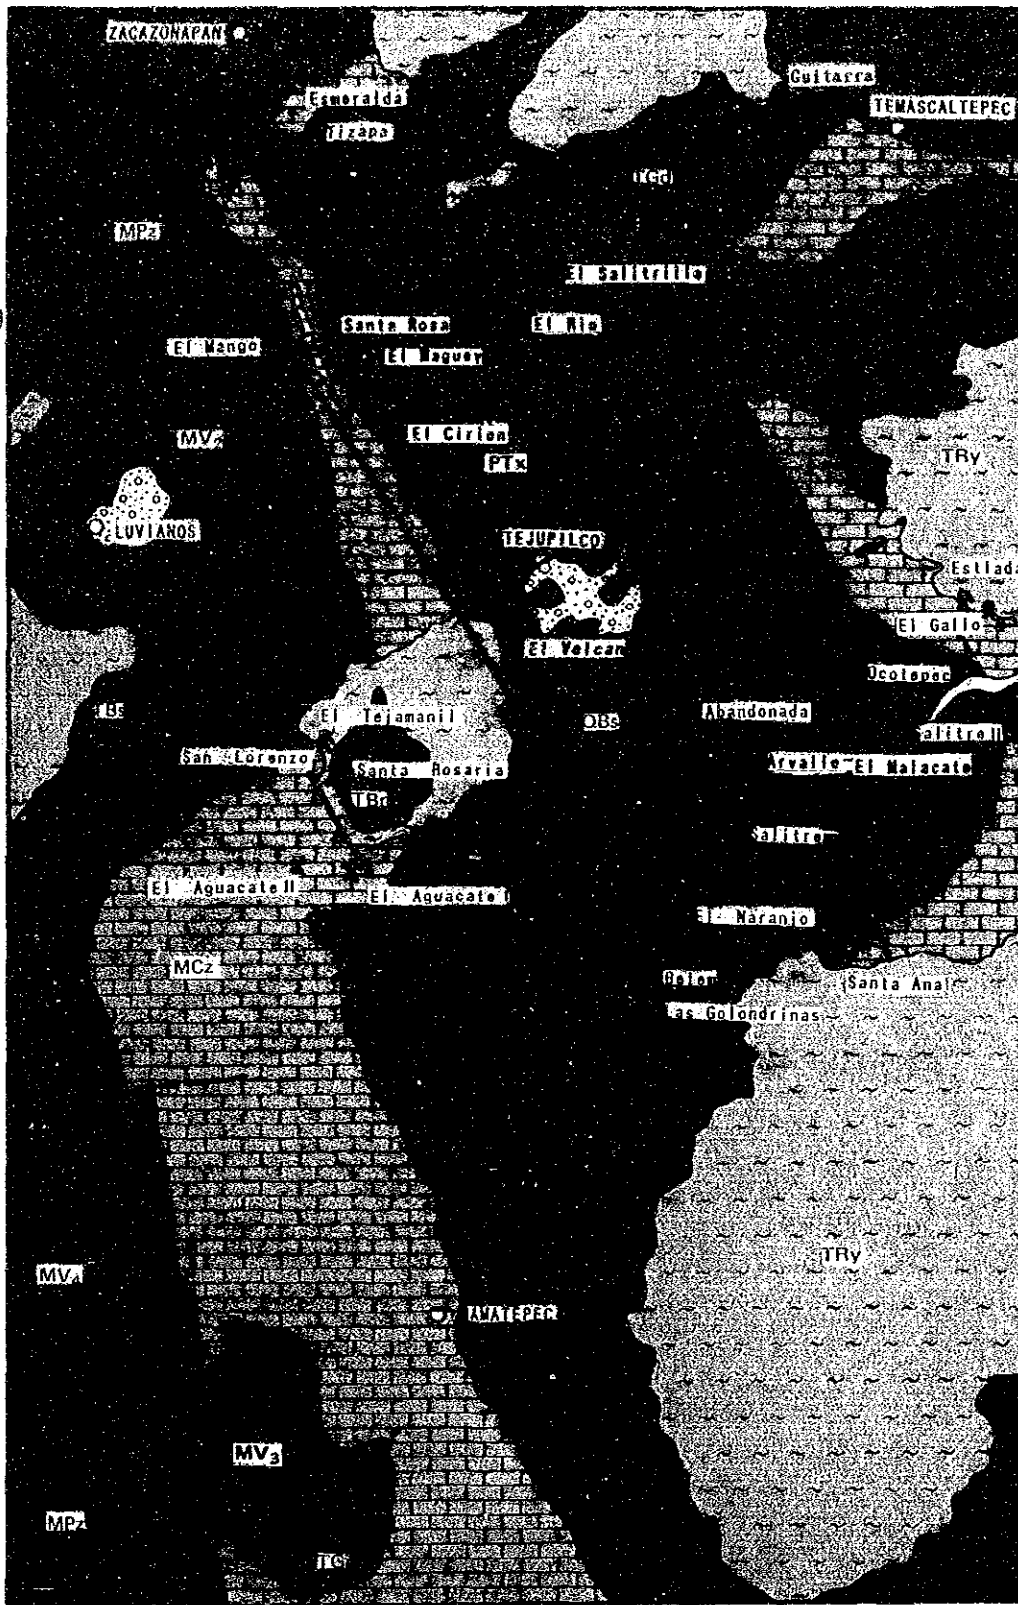 ZACAZONAPAN
Guitarra
Esmeralda
TEMASCALTEPEC
Tizapa
TGd
MPz
El Salitrillo
Santa Rosa
El Rio
El Mango
El Maguey
El Cirian
MV
PTx
TRy
LUVIANOS
TEJUPILCO
El Gallo
El Volcan
Ocotepec
TBs
El Tejamanil
QBs
Abandonada
San Lorenzo
Santa Rosaria
Arvalle
El Malacate
Salitre
El Aguacate II
El Aguacate I
El Naranjo
MCz
Santa Ana
Las Golondrinas
TRy
MV
AMATEPEC
MV3
MPz